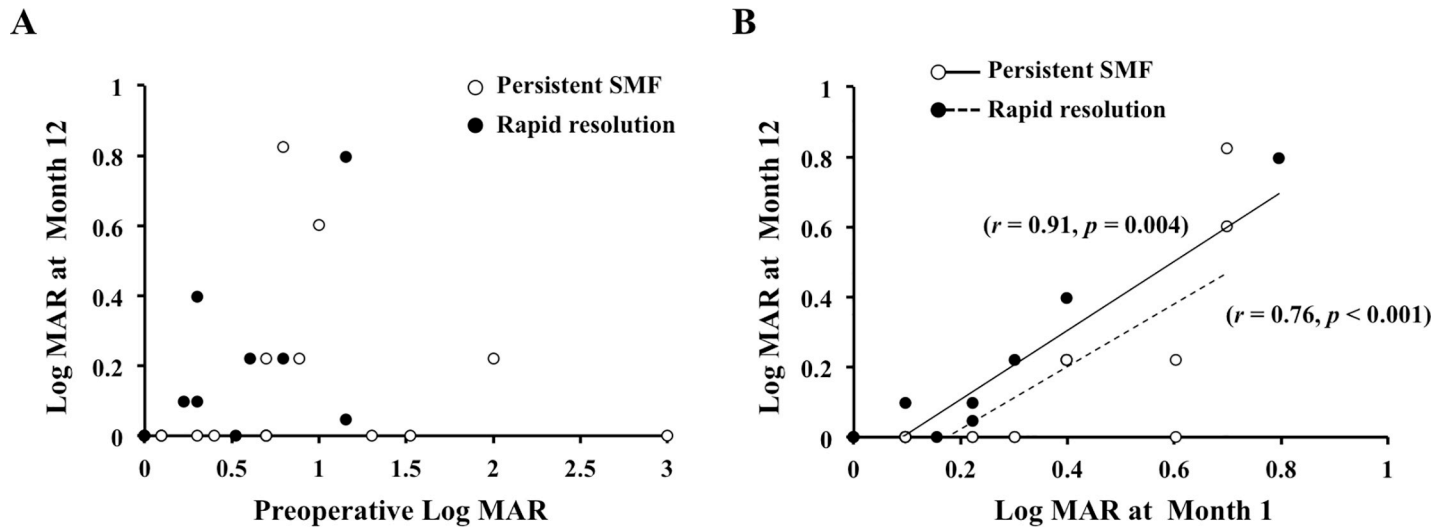 A
Persistent SMF
Rapid resolution
Log MAR at Month 12
1
0.8
0.6
0.4
0.2
0
0 0.5 1 1.5 2 2.5 3
Preoperative Log MAR
B
Persistent SMF
Rapid resolution
Log MAR at Month 12
1
0.8
0.6
0.4
0.2
0
(r = 0.91, p = 0.004)
(r = 0.76, p < 0.001)
0 0.2 0.4 0.6 0.8 1
Log MAR at Month 1